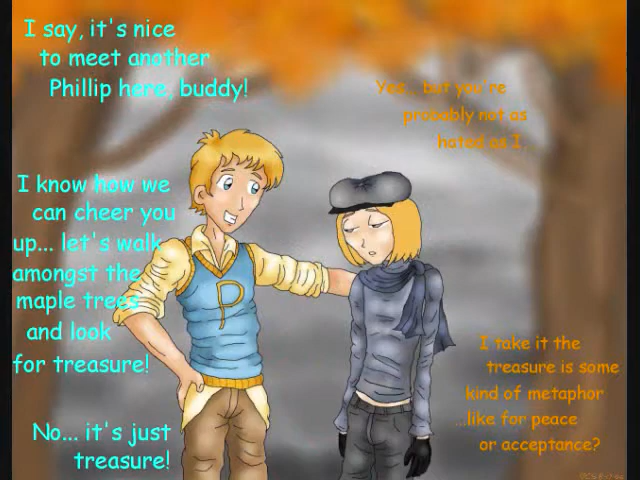 I say, it's nice
to meet another
Phillip here, buddy!
Yes... but you're
probably not as
hated as I.
I know how we
can cheer you
up... let's walk
amongst the
maple trees
and look
for treasure!
I take it the
treasure is some
kind of metaphor
...like for peace
or acceptance?
No... it's just
treasure!
P